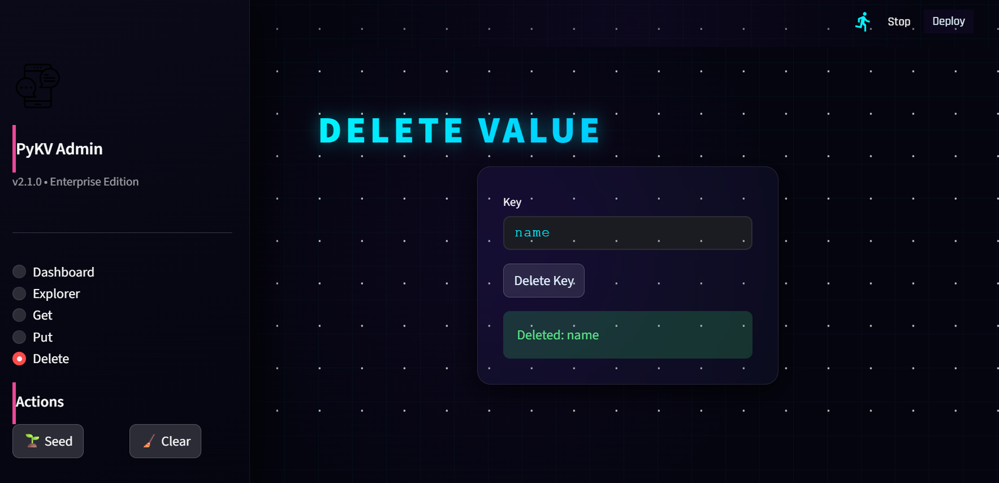 Stop
Deploy
PyKV Admin
v2.1.0 • Enterprise Edition
Dashboard
Explorer
Get
Put
Delete
Actions
Seed
Clear
DELETE VALUE
Key
name
Delete Key
Deleted: name